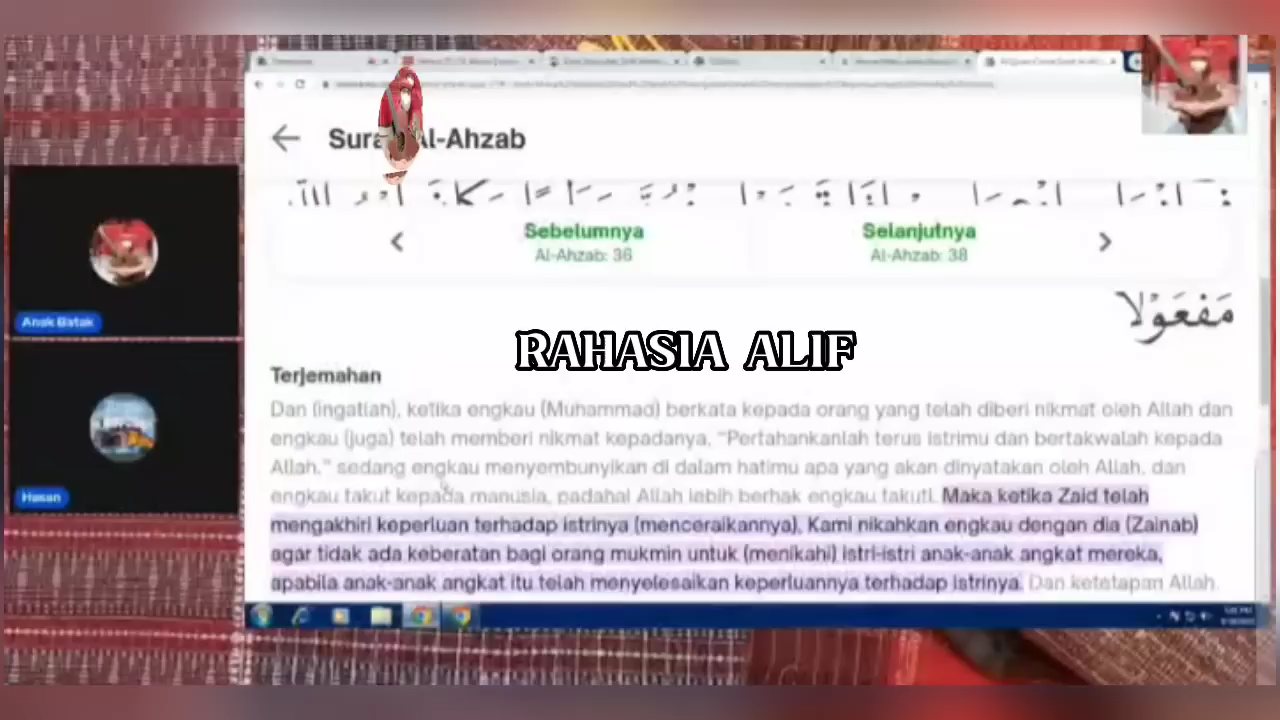 Surat Al-Ahzab
Sebelumnya
Al-Ahzab: 36
Selanjutnya
Al-Ahzab: 38
مَفْعُوْلًا
RAHASIA ALIF
Anak Batak
Terjemahan
Dan (ingatlah), ketika engkau (Muhammad) berkata kepada orang yang telah diberi nikmat oleh Allah dan
engkau (juga) telah memberi nikmat kepadanya, "Pertahankanlah terus istrimu dan bertakwalah kepada
Allah," sedang engkau menyembunyikan di dalam hatimu apa yang akan dinyatakan oleh Allah, dan
engkau takut kepada manusia, padahal Allah lebih berhak engkau takuti. Maka ketika Zaid telah
mengakhiri keperluan terhadap istrinya (menceraikannya), Kami nikahkan engkau dengan dia (Zainab)
agar tidak ada keberatan bagi orang mukmin untuk (menikahi) istri-istri anak-anak angkat mereka,
apabila anak-anak angkat itu telah menyelesaikan keperluannya terhadap istrinya. Dan ketetapan Allah
Hasan